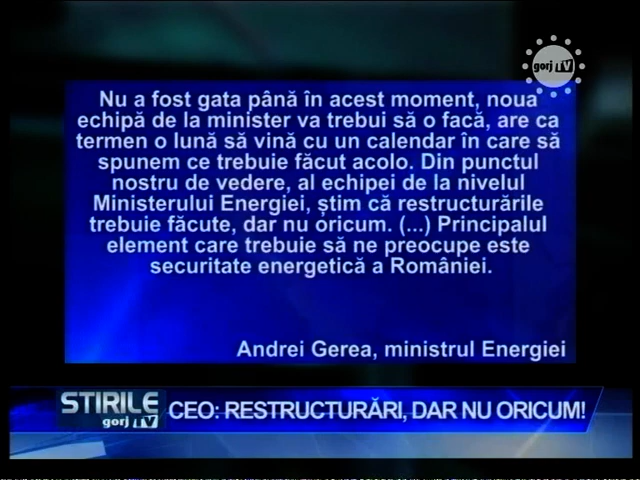 gorj TV
Nu a fost gata până în acest moment, noua
echipă de la minister va trebui să o facă, are ca
termen o lună să vină cu un calendar în care să
spunem ce trebuie făcut acolo. Din punctul
nostru de vedere, al echipei de la nivelul
Ministerului Energiei, știm că restructurările
trebuie făcute, dar nu oricum. (...) Principalul
element care trebuie să ne preocupe este
securitate energetică a României.
Andrei Gerea, ministrul Energiei
STIRILE
gorj TV
CEO: RESTRUCTURĂRI, DAR NU ORICUM!